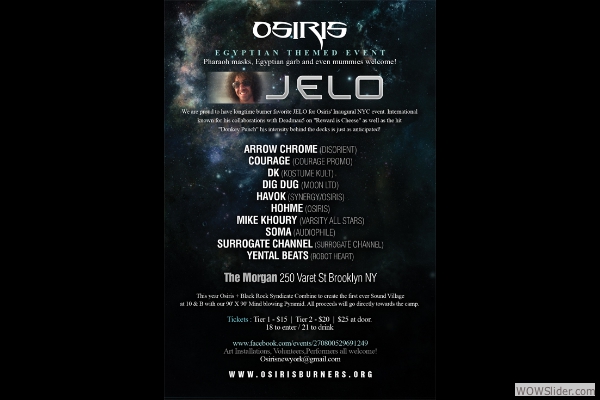 OSIRIS
EGYPTIAN THEMED EVENT
Pharaoh masks, Egyptian garb and even mummies welcome!
JELO
We are proud to have longtime burner favorite JELO for Osiris' Inaugural NYC event. International
known for his collaborations with Deadmau5 on "Reward is Cheese" as well as the hit
"Donkey Punch" his intensity behind the decks is just as anticipated!
ARROW CHROME (DISORIENT)
COURAGE (COURAGE PROMO)
DK (KOSTUME KULT)
DIG DUG (MOON LTD)
HAVOK (SYNERGY/OSIRIS)
HOHME (OSIRIS)
MIKE KHOURY (VARSITY ALL STARS)
SOMA (AUDIOPHILE)
SURROGATE CHANNEL (SURROGATE CHANNEL)
YENTAL BEATS (ROBOT HEART)
The Morgan 250 Varet St Brooklyn NY
This year Osiris + Black Rock Syndicate Combine to create the first ever Sound Village
at 10 & B with our 90' X 90' Mind blowing Pyramid. All proceeds will go directly towards the camp.
Tickets : Tier 1 - $15 | Tier 2 - $20 | $25 at door.
18 to enter / 21 to drink
www.facebook.com/events/270800529691249
Art Installations, Volunteers,Performers all welcome!
Osirisnewyork@gmail.com
WWW.OSIRISBURNERS.ORG
WOWSlider.com